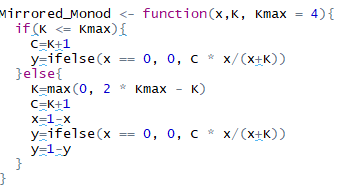 Mirrored_Monod <- function(x,K, Kmax = 4){
if(K <= Kmax){
C=K+1
y=ifelse(x == 0, 0, C * x/(x+K))
}else{
K=max(0, 2 * Kmax - K)
C=K+1
x=1-x
y=ifelse(x == 0, 0, C * x/(x+K))
y=1-y
}
}